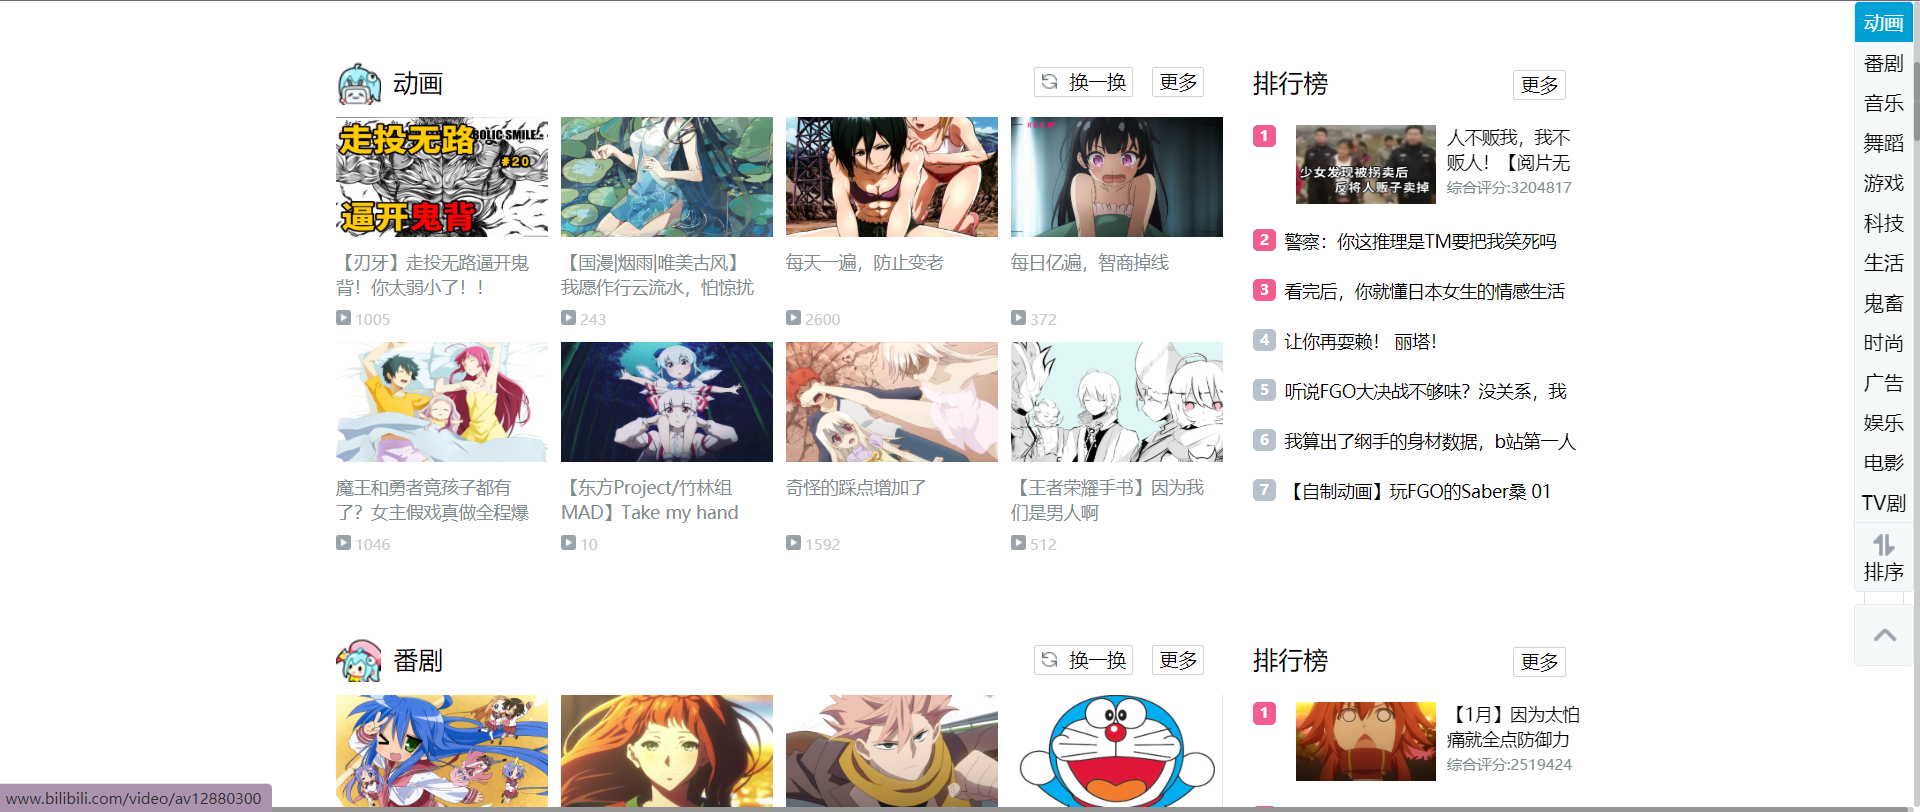 动画
换一换
更多
排行榜
更多
走投无路
BOLIC SMILE
#20
逼开鬼背
【刃牙】走投无路逼开鬼
背！你太弱小了！！
1005
【国漫|烟雨|唯美古风】
我愿作行云流水，怕惊扰
243
每天一遍，防止变老
2600
每日亿遍，智商掉线
372
魔王和勇者竟孩子都有
了？女主假戏真做全程爆
1046
【东方Project/竹林组
MAD】Take my hand
10
奇怪的踩点增加了
1592
【王者荣耀手书】因为我
们是男人啊
512
1
少女发现被拐卖后
反将人贩子卖掉
人不贩我，我不
贩人！【阅片无
综合评分:3204817
2 警察：你这推理是TM要把我笑死吗
3 看完后，你就懂日本女生的情感生活
4 让你再耍赖！ 丽塔！
5 听说FGO大决战不够味？没关系，我
6 我算出了纲手的身材数据，b站第一人
7 【自制动画】玩FGO的Saber桑 01
番剧
换一换
更多
排行榜
更多
1
【1月】因为太怕
痛就全点防御力
综合评分:2519424
动画
番剧
音乐
舞蹈
游戏
科技
生活
鬼畜
时尚
广告
娱乐
电影
TV剧
排序
www.bilibili.com/video/av12880300